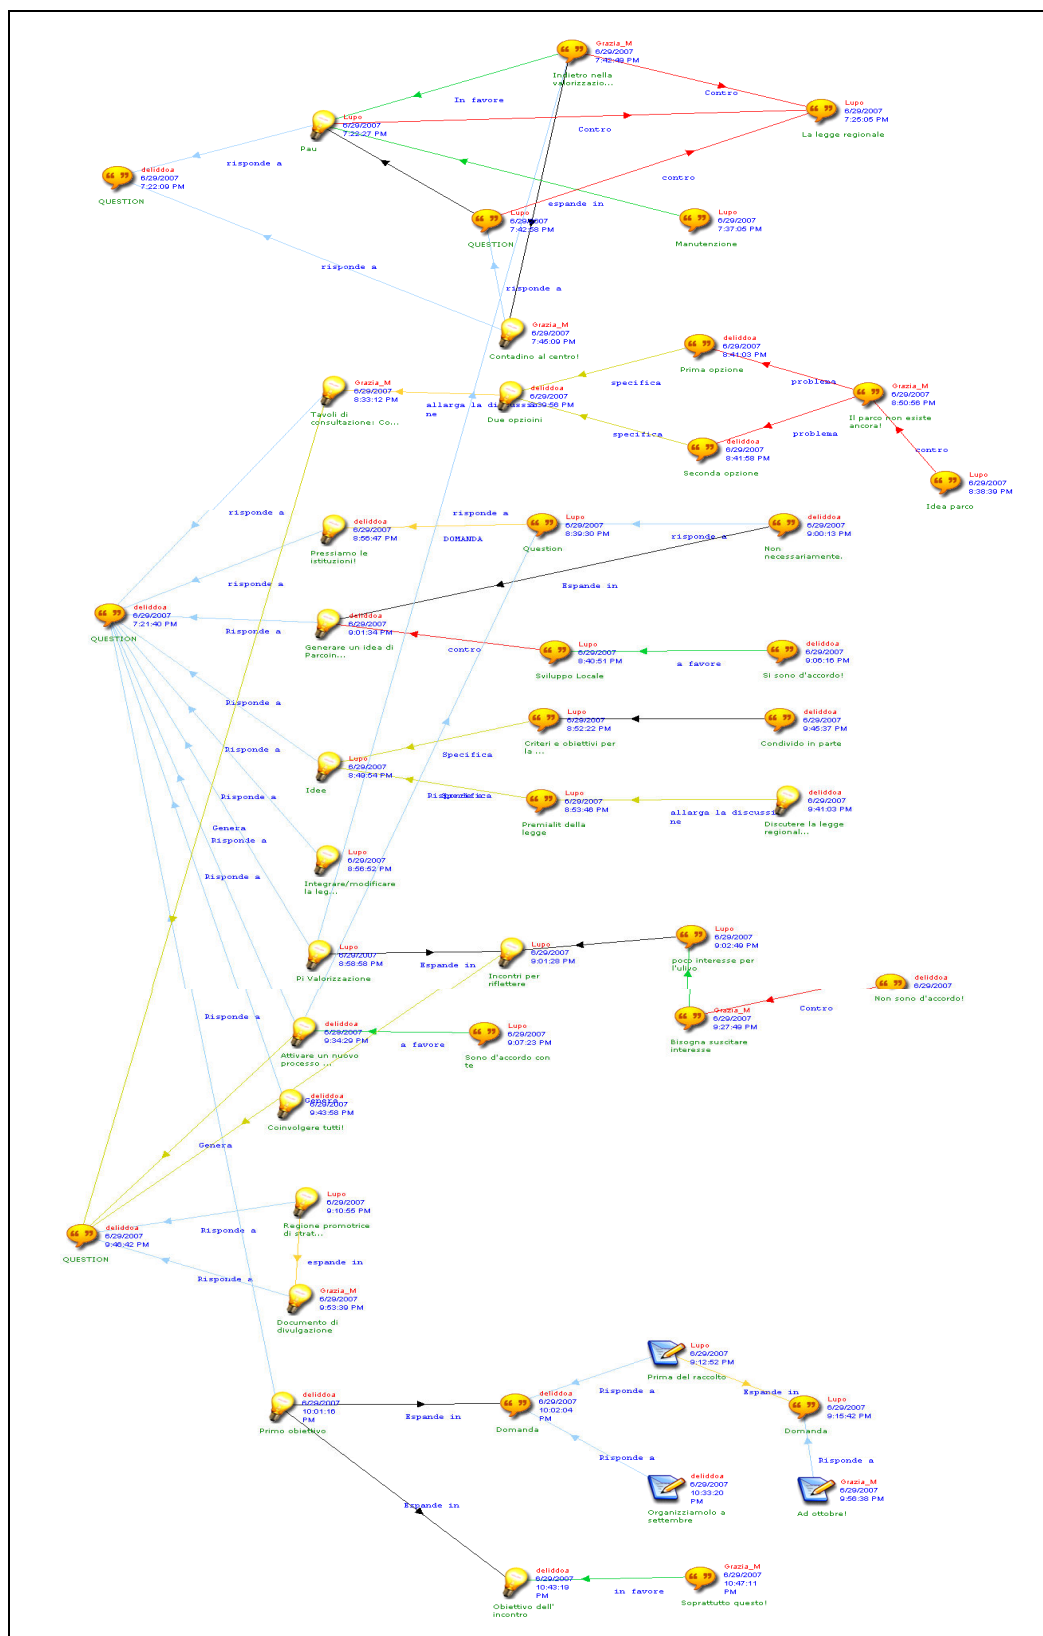 Grazia_M
6/29/2007
7:42:49 PM
Indietro nella
valorizzazio...
Contro
In favore
Lupo
6/29/2007
7:25:05 PM
La legge regionale
Lupo
6/29/2007
7:22:27 PM
Pau
Contro
risponde a
deliddoa
6/29/2007
7:22:09 PM
QUESTION
contro
espande in
Lupo
6/29/2007
7:42:58 PM
QUESTION
Lupo
6/29/2007
7:37:05 PM
Manutenzione
risponde a
risponde a
Grazia_M
6/29/2007
7:45:09 PM
Contadino al centro!
deliddoa
6/29/2007
8:41:03 PM
Prima opzione
specifica
problema
Grazia_M
6/29/2007
8:33:12 PM
Tavoli di
consultazione: Co...
allarga la discussio
ne
deliddoa
6/29/2007
8:39:56 PM
Due opzioini
Grazia_M
6/29/2007
8:50:56 PM
Il parco non esiste
ancora!
specifica
problema
deliddoa
6/29/2007
8:41:58 PM
Seconda opzione
contro
Lupo
6/29/2007
8:38:39 PM
Idea parco
risponde a
deliddoa
6/29/2007
8:56:47 PM
Pressiamo le
istituzioni!
risponde a
DOMANDA
Lupo
6/29/2007
8:39:30 PM
Question
risponde a
deliddoa
6/29/2007
9:00:13 PM
Non
necessariamente.
risponde a
Espande in
deliddoa
6/29/2007
7:21:40 PM
QUESTION
Risponde a
deliddoa
6/29/2007
9:01:34 PM
Generare un idea di
Parcoin...
contro
Lupo
6/29/2007
8:40:51 PM
Sviluppo Locale
a favore
deliddoa
6/29/2007
9:06:16 PM
Si sono d'accordo!
Risponde a
Lupo
6/29/2007
8:52:22 PM
Criteri e obiettivi per
la ...
deliddoa
6/29/2007
9:45:37 PM
Condivido in parte
Risponde a
Lupo
6/29/2007
8:49:54 PM
Idee
Specifica
Risponde a
Specifica
Lupo
6/29/2007
8:53:46 PM
Premialit della
legge
allarga la discussio
ne
deliddoa
6/29/2007
9:41:03 PM
Discutere la legge
regional...
Risponde a
Genera
Risponde a
Lupo
6/29/2007
8:56:52 PM
Integrare/modificare
la leg...
Risponde a
Lupo
6/29/2007
8:58:58 PM
Pi Valorizzazione
Espande in
Lupo
6/29/2007
9:01:28 PM
Incontri per
riflettere
Lupo
6/29/2007
9:02:49 PM
poco interesse per
l'ulivo
deliddoa
6/29/2007
Non sono d'accordo!
Contro
Risponde a
deliddoa
6/29/2007
9:34:29 PM
Attivare un nuovo
processo ...
a favore
Lupo
6/29/2007
9:07:23 PM
Sono d'accordo con
te
Grazia_M
6/29/2007
9:27:49 PM
Bisogna suscitare
interesse
deliddoa
6/29/2007
9:43:58 PM
Genera
Coinvolgere tutti!
Genera
Lupo
6/29/2007
9:10:55 PM
Regione promotrice
di strat...
Risponde a
deliddoa
6/29/2007
9:46:42 PM
QUESTION
espande in
Risponde a
Grazia_M
6/29/2007
9:53:39 PM
Documento di
divulgazione
Lupo
6/29/2007
9:12:52 PM
Prima del raccolto
Risponde a
Espande in
deliddoa
6/29/2007
10:01:16
PM
Primo obiettivo
Espande in
deliddoa
6/29/2007
10:02:04
PM
Domanda
Lupo
6/29/2007
9:15:42 PM
Domanda
Risponde a
Risponde a
deliddoa
6/29/2007
10:33:20
PM
Organizziamolo a
settembre
Grazia_M
6/29/2007
9:56:38 PM
Ad ottobre!
Espande in
deliddoa
6/29/2007
10:43:19
PM
Obiettivo dell'
incontro
in favore
Grazia_M
6/29/2007
10:47:11
PM
Soprattutto questo!